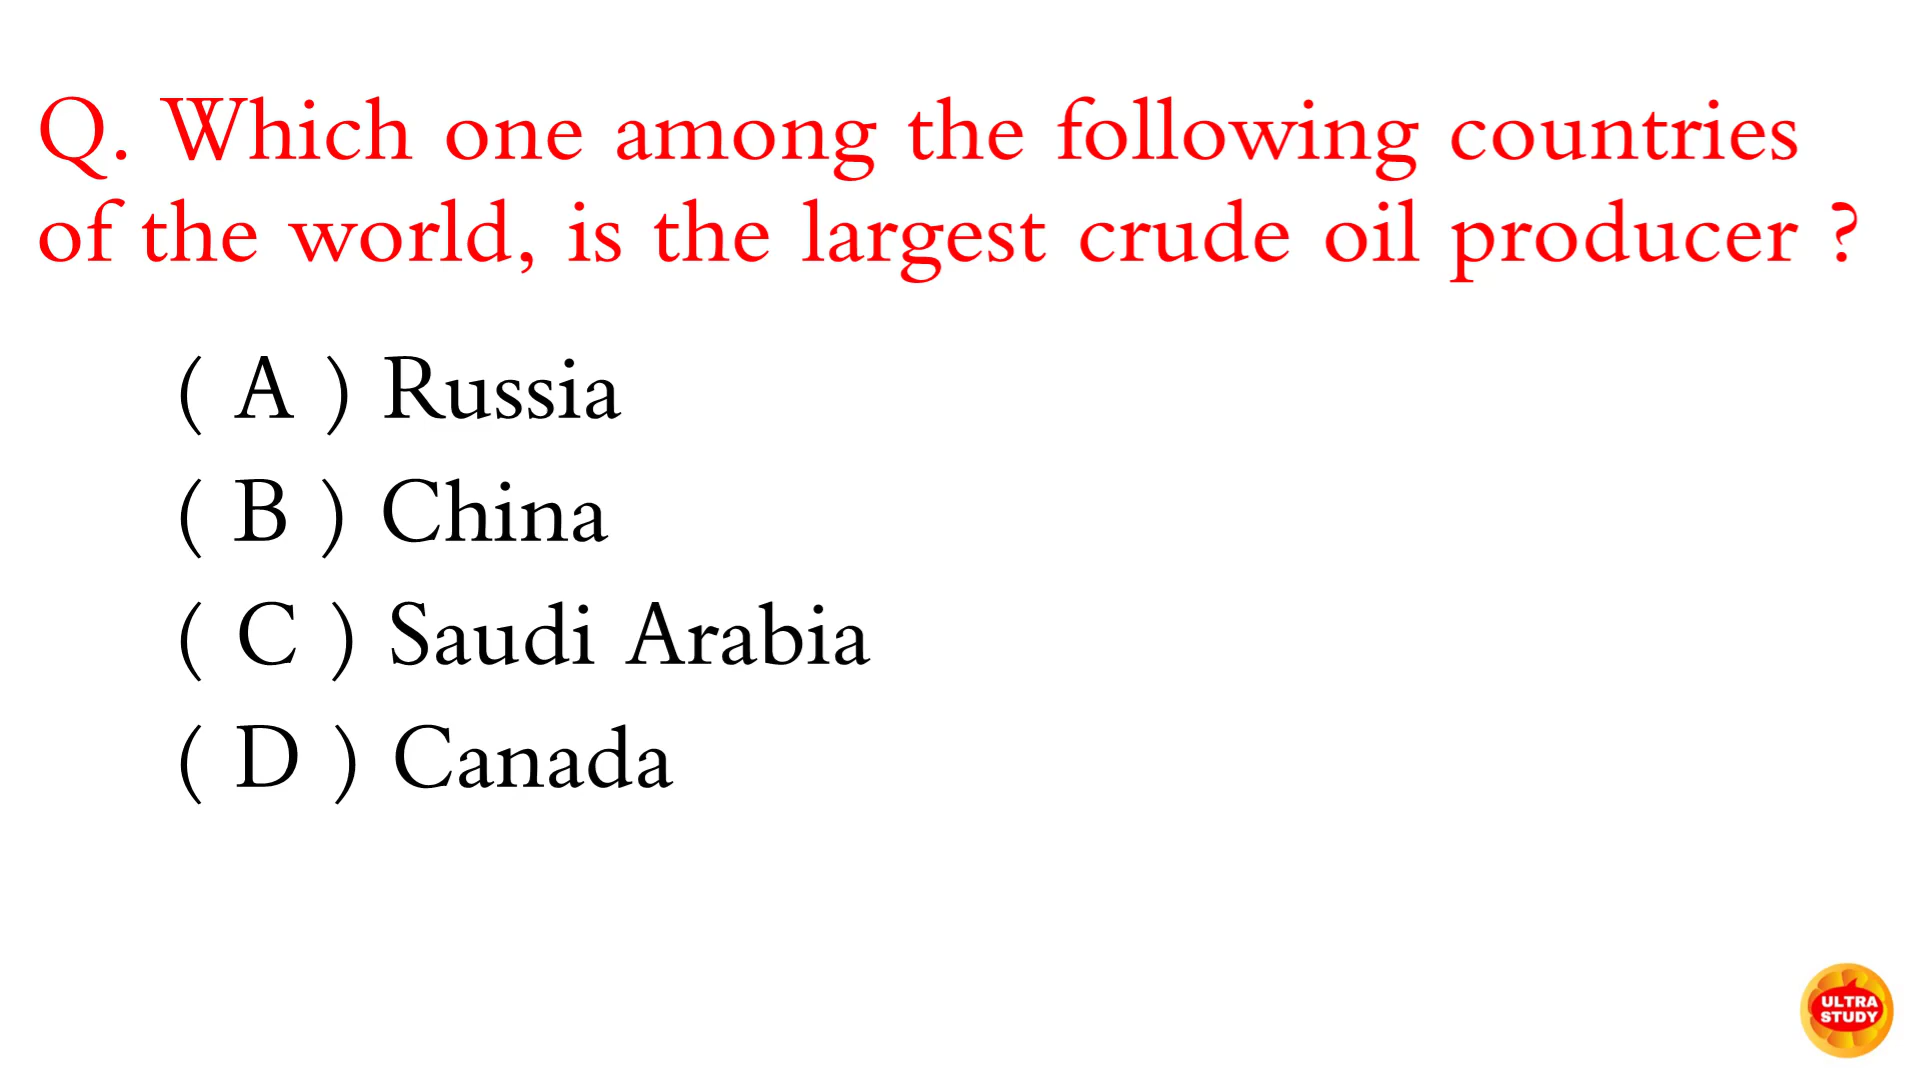 Q. Which one among the following countries
of the world, is the largest crude oil producer ?
( A ) Russia
( B ) China
( C ) Saudi Arabia
( D ) Canada
ULTRA
STUDY